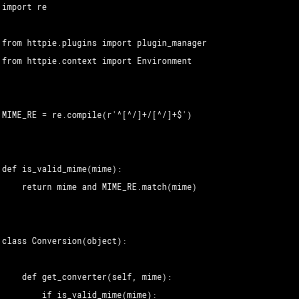 import re
from httpie.plugins import plugin_manager
from httpie.context import Environment
MIME_RE = re.compile(r'^[^/]+/[^/]+$')
def is_valid_mime(mime):
    return mime and MIME_RE.match(mime)
class Conversion(object):
    def get_converter(self, mime):
        if is_valid_mime(mime):